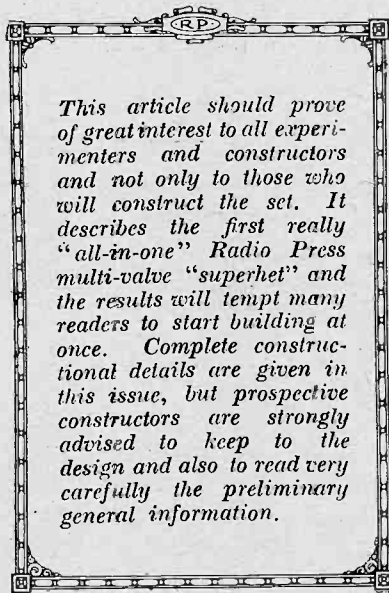 R.P.
This article should prove
of great interest to all experi-
menters and constructors
and not only to those who
will construct the set. It
describes the first really
"all-in-one" Radio Press
multi-valve "superhet" and
the results will tempt many
readers to start building at
once. Complete construc-
tional details are given in
this issue, but prospective
constructors are strongly
advised to keep to the
design and also to read very
carefully the preliminary
general information.